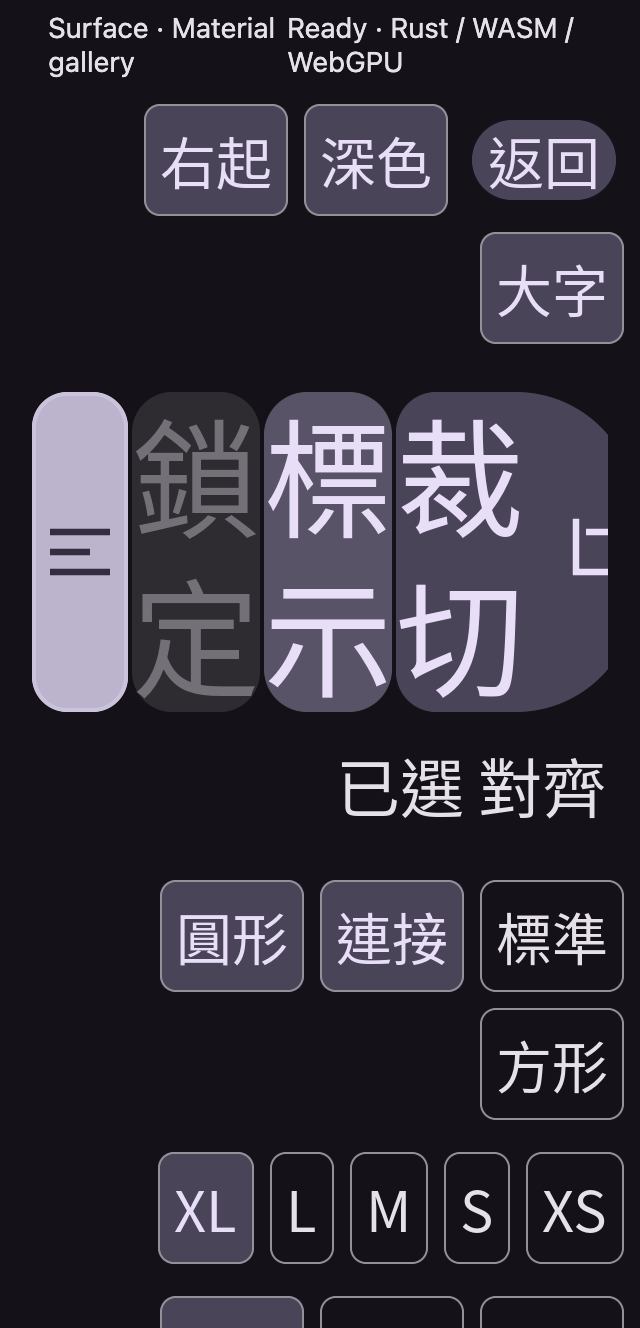 Surface · Material gallery
Ready · Rust / WASM / WebGPU
返回
深色
右起
大字
裁切
標示
鎖定
已選 對齊
標準
連接
圓形
方形
XS
S
M
L
XL